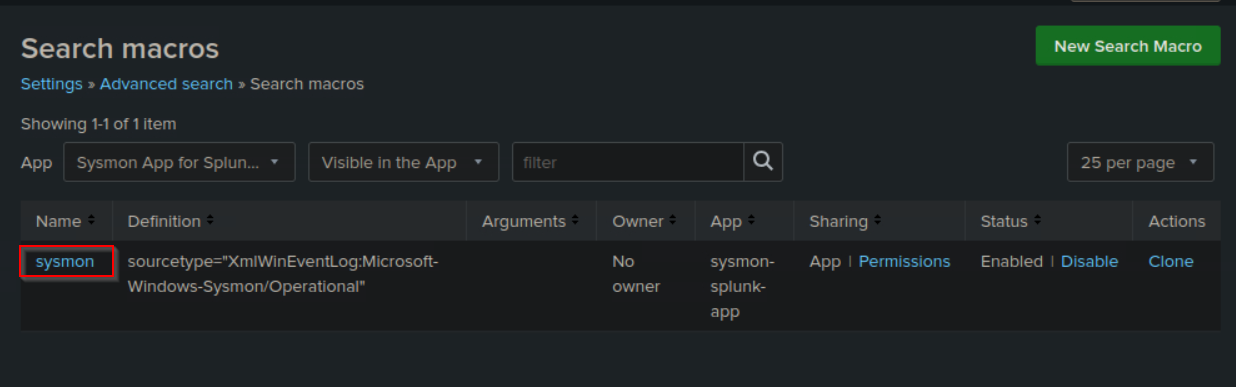 Search macros
New Search Macro
Settings » Advanced search » Search macros
Showing 1-1 of 1 item
App Sysmon App for Splun... Visible in the App filter 25 per page
Name Definition Arguments Owner App Sharing Status Actions
sysmon sourcetype="XmlWinEventLog:Microsoft- No sysmon- App | Permissions Enabled | Disable Clone
Windows-Sysmon/Operational" owner splunk-
app